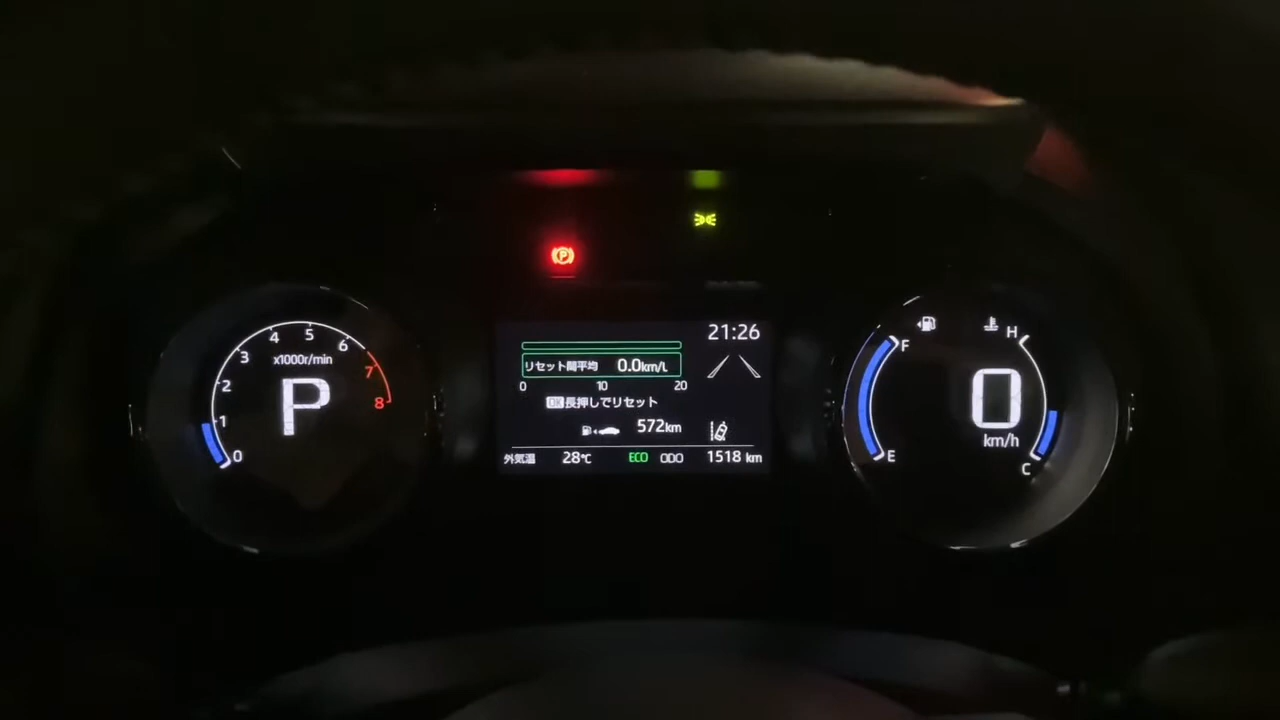 P
0
1
2
3
4
5
6
7
8
x1000r/min
P
21:26
リセット間平均 0.0km/L
0 10 20
OK長押しでリセット
572km
外気温 28℃ ECO ODO 1518 km
F
E
H
C
0
km/h